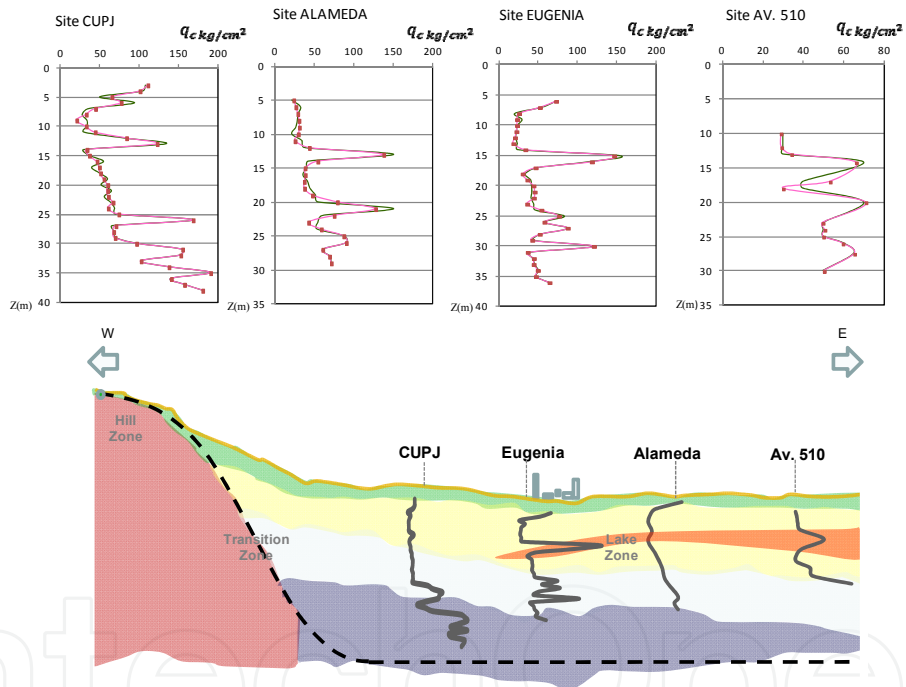 Site CUPJ
q_c kg/cm²
0 50 100 150 200
0
5
10
15
20
25
30
35
40
Z(m)
Site ALAMEDA
q_c kg/cm²
0 50 100 150 200
0
5
10
15
20
25
30
35
Z(m)
Site EUGENIA
q_c kg/cm²
0 50 100 150 200
0
5
10
15
20
25
30
35
40
Z(m)
Site AV. 510
q_c kg/cm²
0 20 40 60 80
0
5
10
15
20
25
30
35
Z(m)
W
E
Hill
Zone
CUPJ
Eugenia
Alameda
Av. 510
Transition
Zone
Lake
Zone